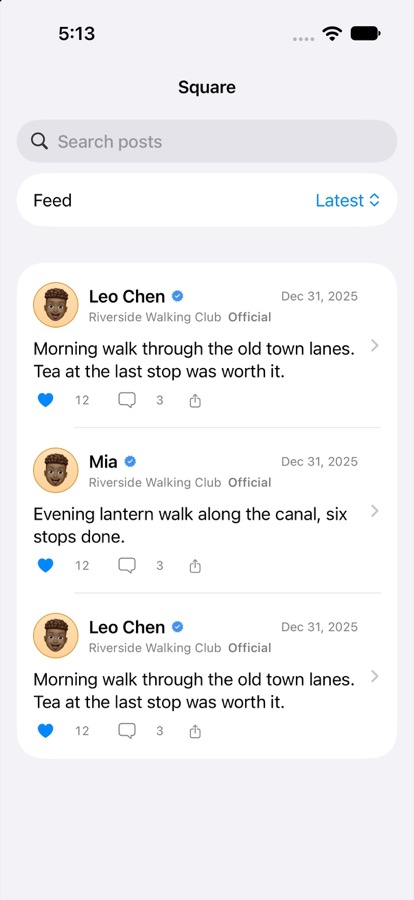 5:13
Square
Search posts
Feed
Latest
Leo Chen
Dec 31, 2025
Riverside Walking Club Official
Morning walk through the old town lanes.
Tea at the last stop was worth it.
12 3
Mia
Dec 31, 2025
Riverside Walking Club Official
Evening lantern walk along the canal, six
stops done.
12 3
Leo Chen
Dec 31, 2025
Riverside Walking Club Official
Morning walk through the old town lanes.
Tea at the last stop was worth it.
12 3